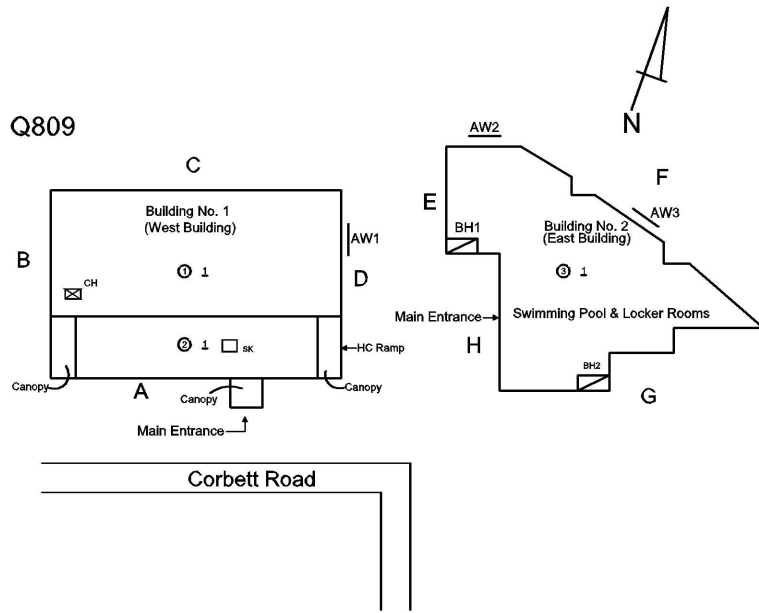 Q809
N
C
AW2
F
Building No. 1
(West Building)
E
AW3
BH1
Building No. 2
(East Building)
AW1
B
D
1 1
3 1
CH
Main Entrance
Swimming Pool & Locker Rooms
H
2 1
SK
HC Ramp
BH2
Canopy
A
Canopy
Canopy
G
Main Entrance
Corbett Road